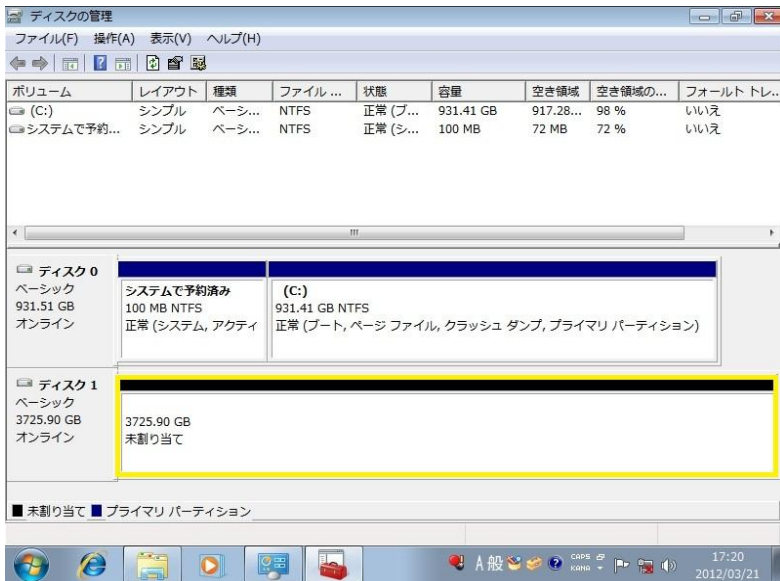 ディスクの管理
ファイル(F) 操作(A) 表示(V) ヘルプ(H)
ボリューム レイアウト 種類 ファイル ... 状態 容量 空き領域 空き領域の... フォールト トレ...
(C:) シンプル ベーシ... NTFS 正常 (ブ... 931.41 GB 917.28... 98 % いいえ
システムで予約... シンプル ベーシ... NTFS 正常 (シ... 100 MB 72 MB 72 % いいえ
ディスク 0
ベーシック
931.51 GB
オンライン
システムで予約済み
100 MB NTFS
正常 (システム, アクティ
(C:)
931.41 GB NTFS
正常 (ブート, ページ ファイル, クラッシュ ダンプ, プライマリ パーティション)
ディスク 1
ベーシック
3725.90 GB
オンライン
3725.90 GB
未割り当て
未割り当て プライマリ パーティション
A 般 CAPS KANA 17:20
2012/03/21